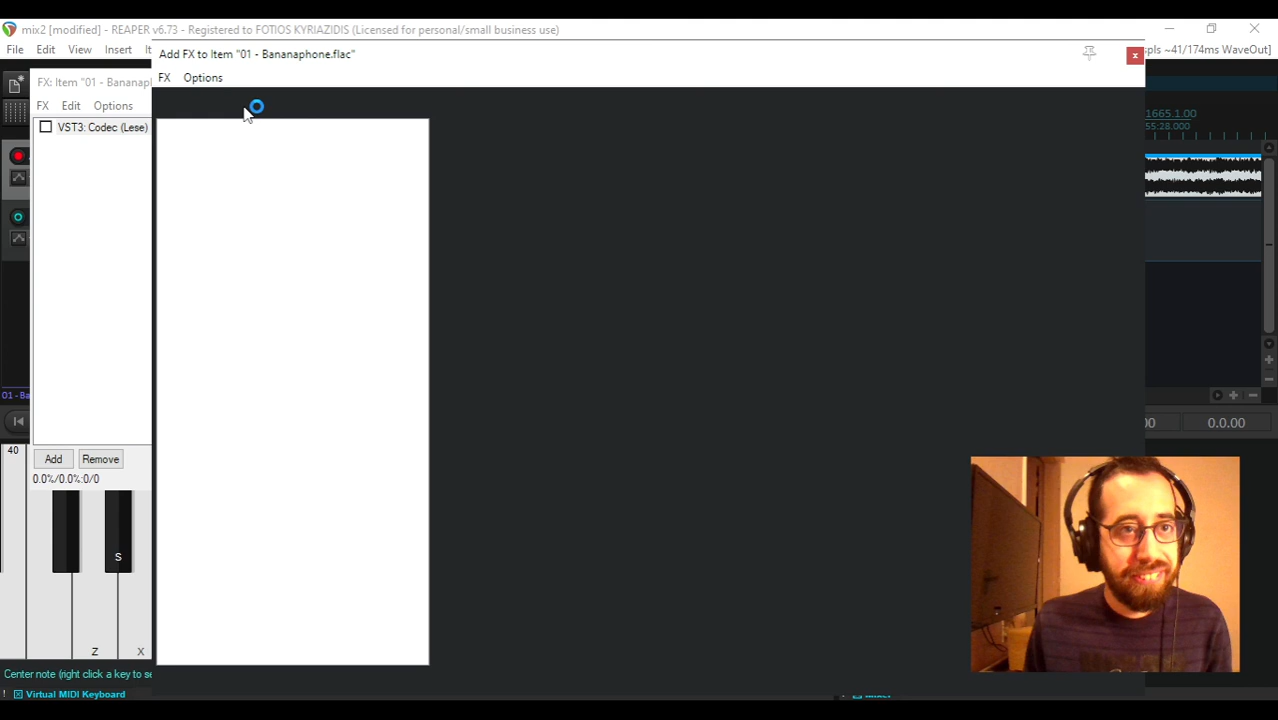 mix2 [modified] - REAPER v6.73 - Registered to FOTIOS KYRIAZIDIS (Licensed for personal/small business use)
File Edit View Insert
spls ~41/174ms WaveOut]
Add FX to Item "01 - Bananaphone.flac"
x
FX Options
FX: Item "01 - Bananap
FX Edit Options
VST3: Codec (Lese)
1665.1.00
55:28.000
01 - Ba
00
0.0.00
40
Add Remove
0.0%/0.0%:0/0
S
Z
X
Center note (right click a key to se
! Virtual MIDI Keyboard